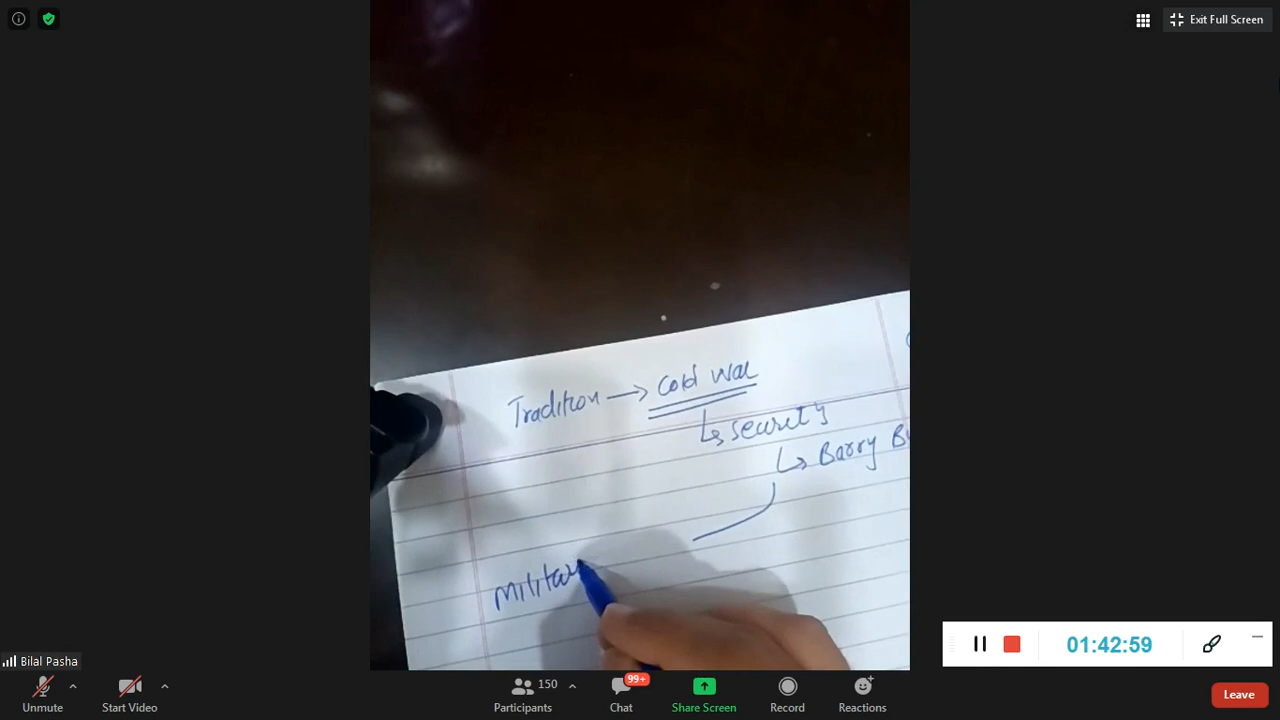 Exit Full Screen
Tradition → Cold War
↳ security
↳ Barry
Militar
01:42:59
Bilal Pasha
Unmute
Start Video
150
Participants
99+
Chat
Share Screen
Record
Reactions
Leave